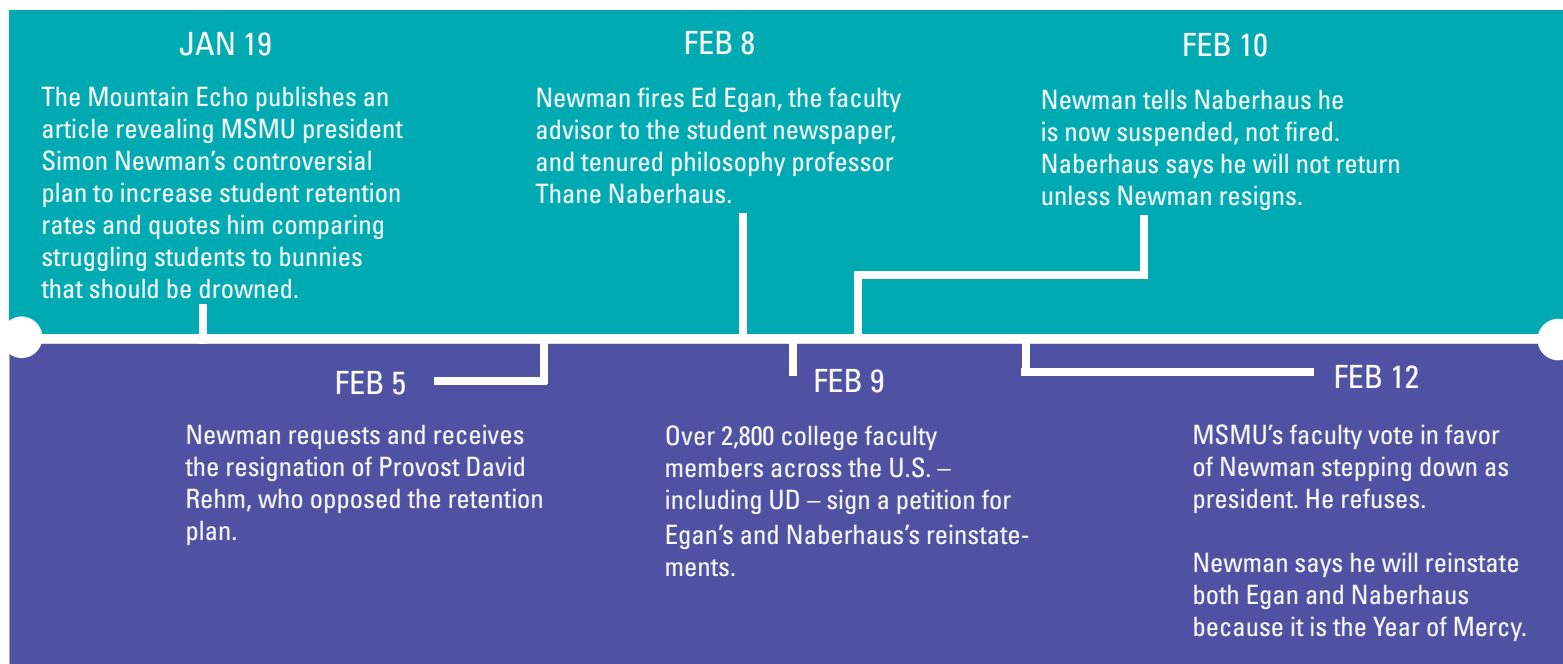 JAN 19
The Mountain Echo publishes an
article revealing MSMU president
Simon Newman's controversial
plan to increase student retention
rates and quotes him comparing
struggling students to bunnies
that should be drowned.
FEB 5
Newman requests and receives
the resignation of Provost David
Rehm, who opposed the retention
plan.
FEB 8
Newman fires Ed Egan, the faculty
advisor to the student newspaper,
and tenured philosophy professor
Thane Naberhaus.
FEB 9
Over 2,800 college faculty
members across the U.S. –
including UD – sign a petition for
Egan's and Naberhaus's reinstate-
ments.
FEB 10
Newman tells Naberhaus he
is now suspended, not fired.
Naberhaus says he will not return
unless Newman resigns.
FEB 12
MSMU's faculty vote in favor
of Newman stepping down as
president. He refuses.
Newman says he will reinstate
both Egan and Naberhaus
because it is the Year of Mercy.